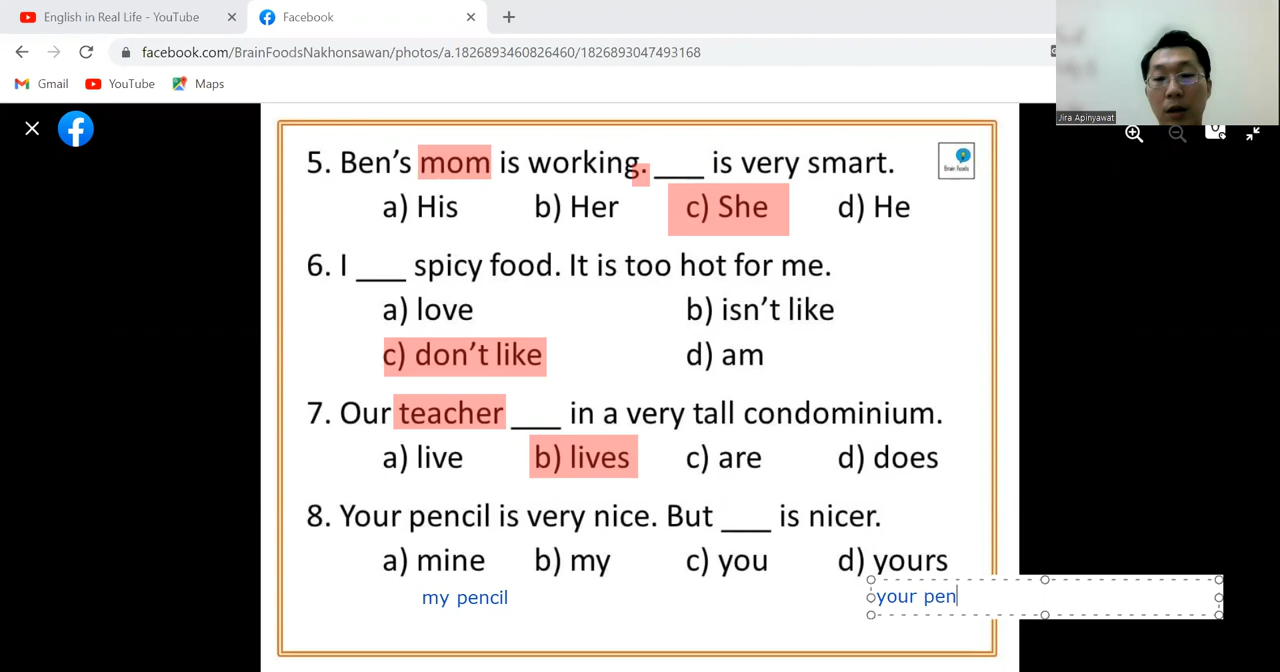 English in Real Life - YouTube
Facebook
facebook.com/BrainFoodsNakhonsawan/photos/a.1826893460826460/1826893047493168
Gmail YouTube Maps
Jira Apinyawat
5. Ben’s mom is working. ___ is very smart.
Brain Foods
a) His b) Her c) She d) He
6. I ___ spicy food. It is too hot for me.
a) love b) isn’t like
c) don’t like d) am
7. Our teacher ___ in a very tall condominium.
a) live b) lives c) are d) does
8. Your pencil is very nice. But ___ is nicer.
a) mine b) my c) you d) yours
my pencil your pen